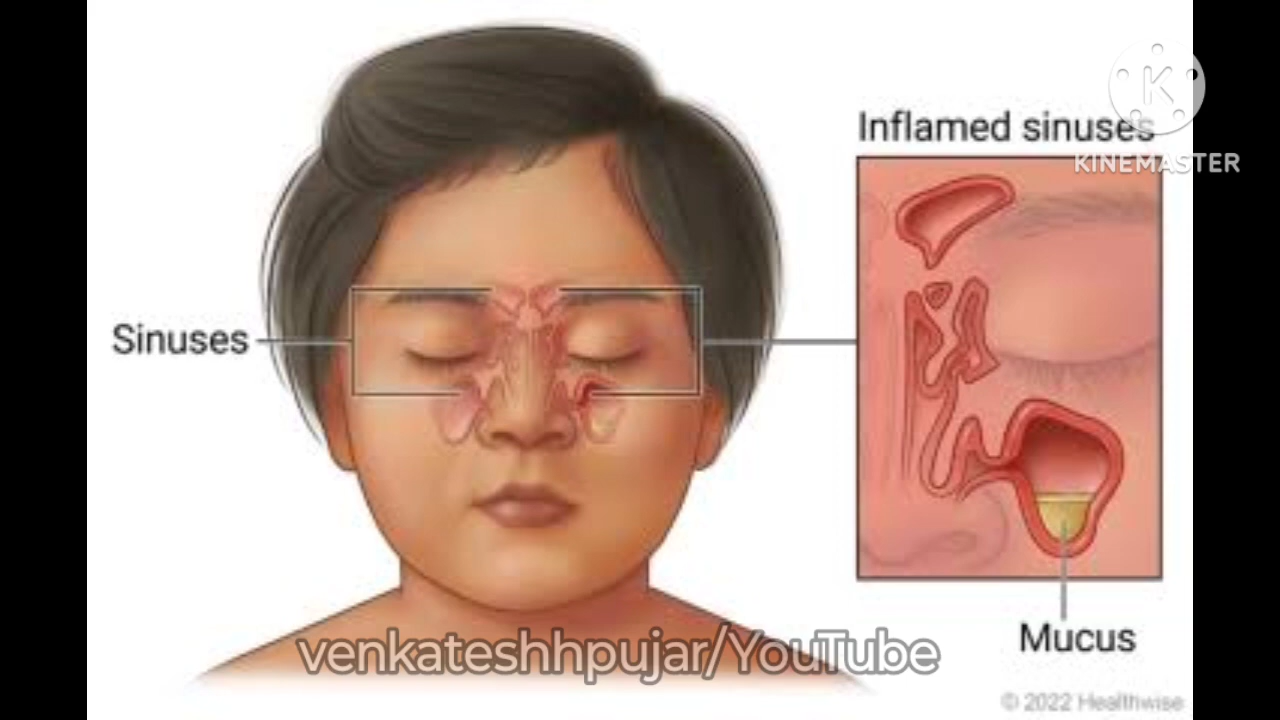 Inflamed sinuses
KINEMASTER
Sinuses
Mucus
venkateshhpujar/YouTube
© 2022 Healthwise